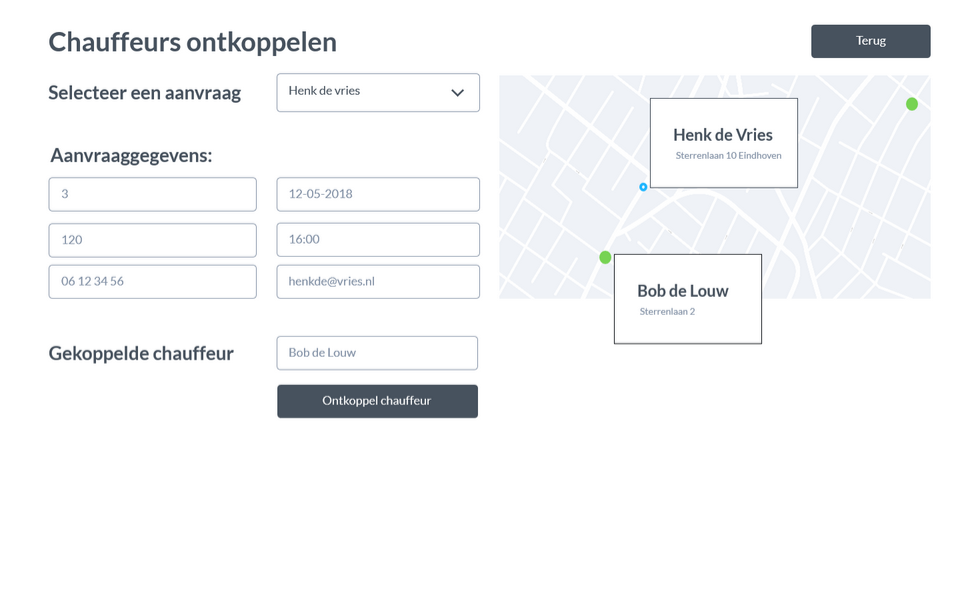 Chauffeurs ontkoppelen
Terug
Selecteer een aanvraag
Henk de vries
Aanvraaggegevens:
3
12-05-2018
120
16:00
06 12 34 56
henkde@vries.nl
Gekoppelde chauffeur
Bob de Louw
Ontkoppel chauffeur
Henk de Vries
Sterrenlaan 10 Eindhoven
Bob de Louw
Sterrenlaan 2